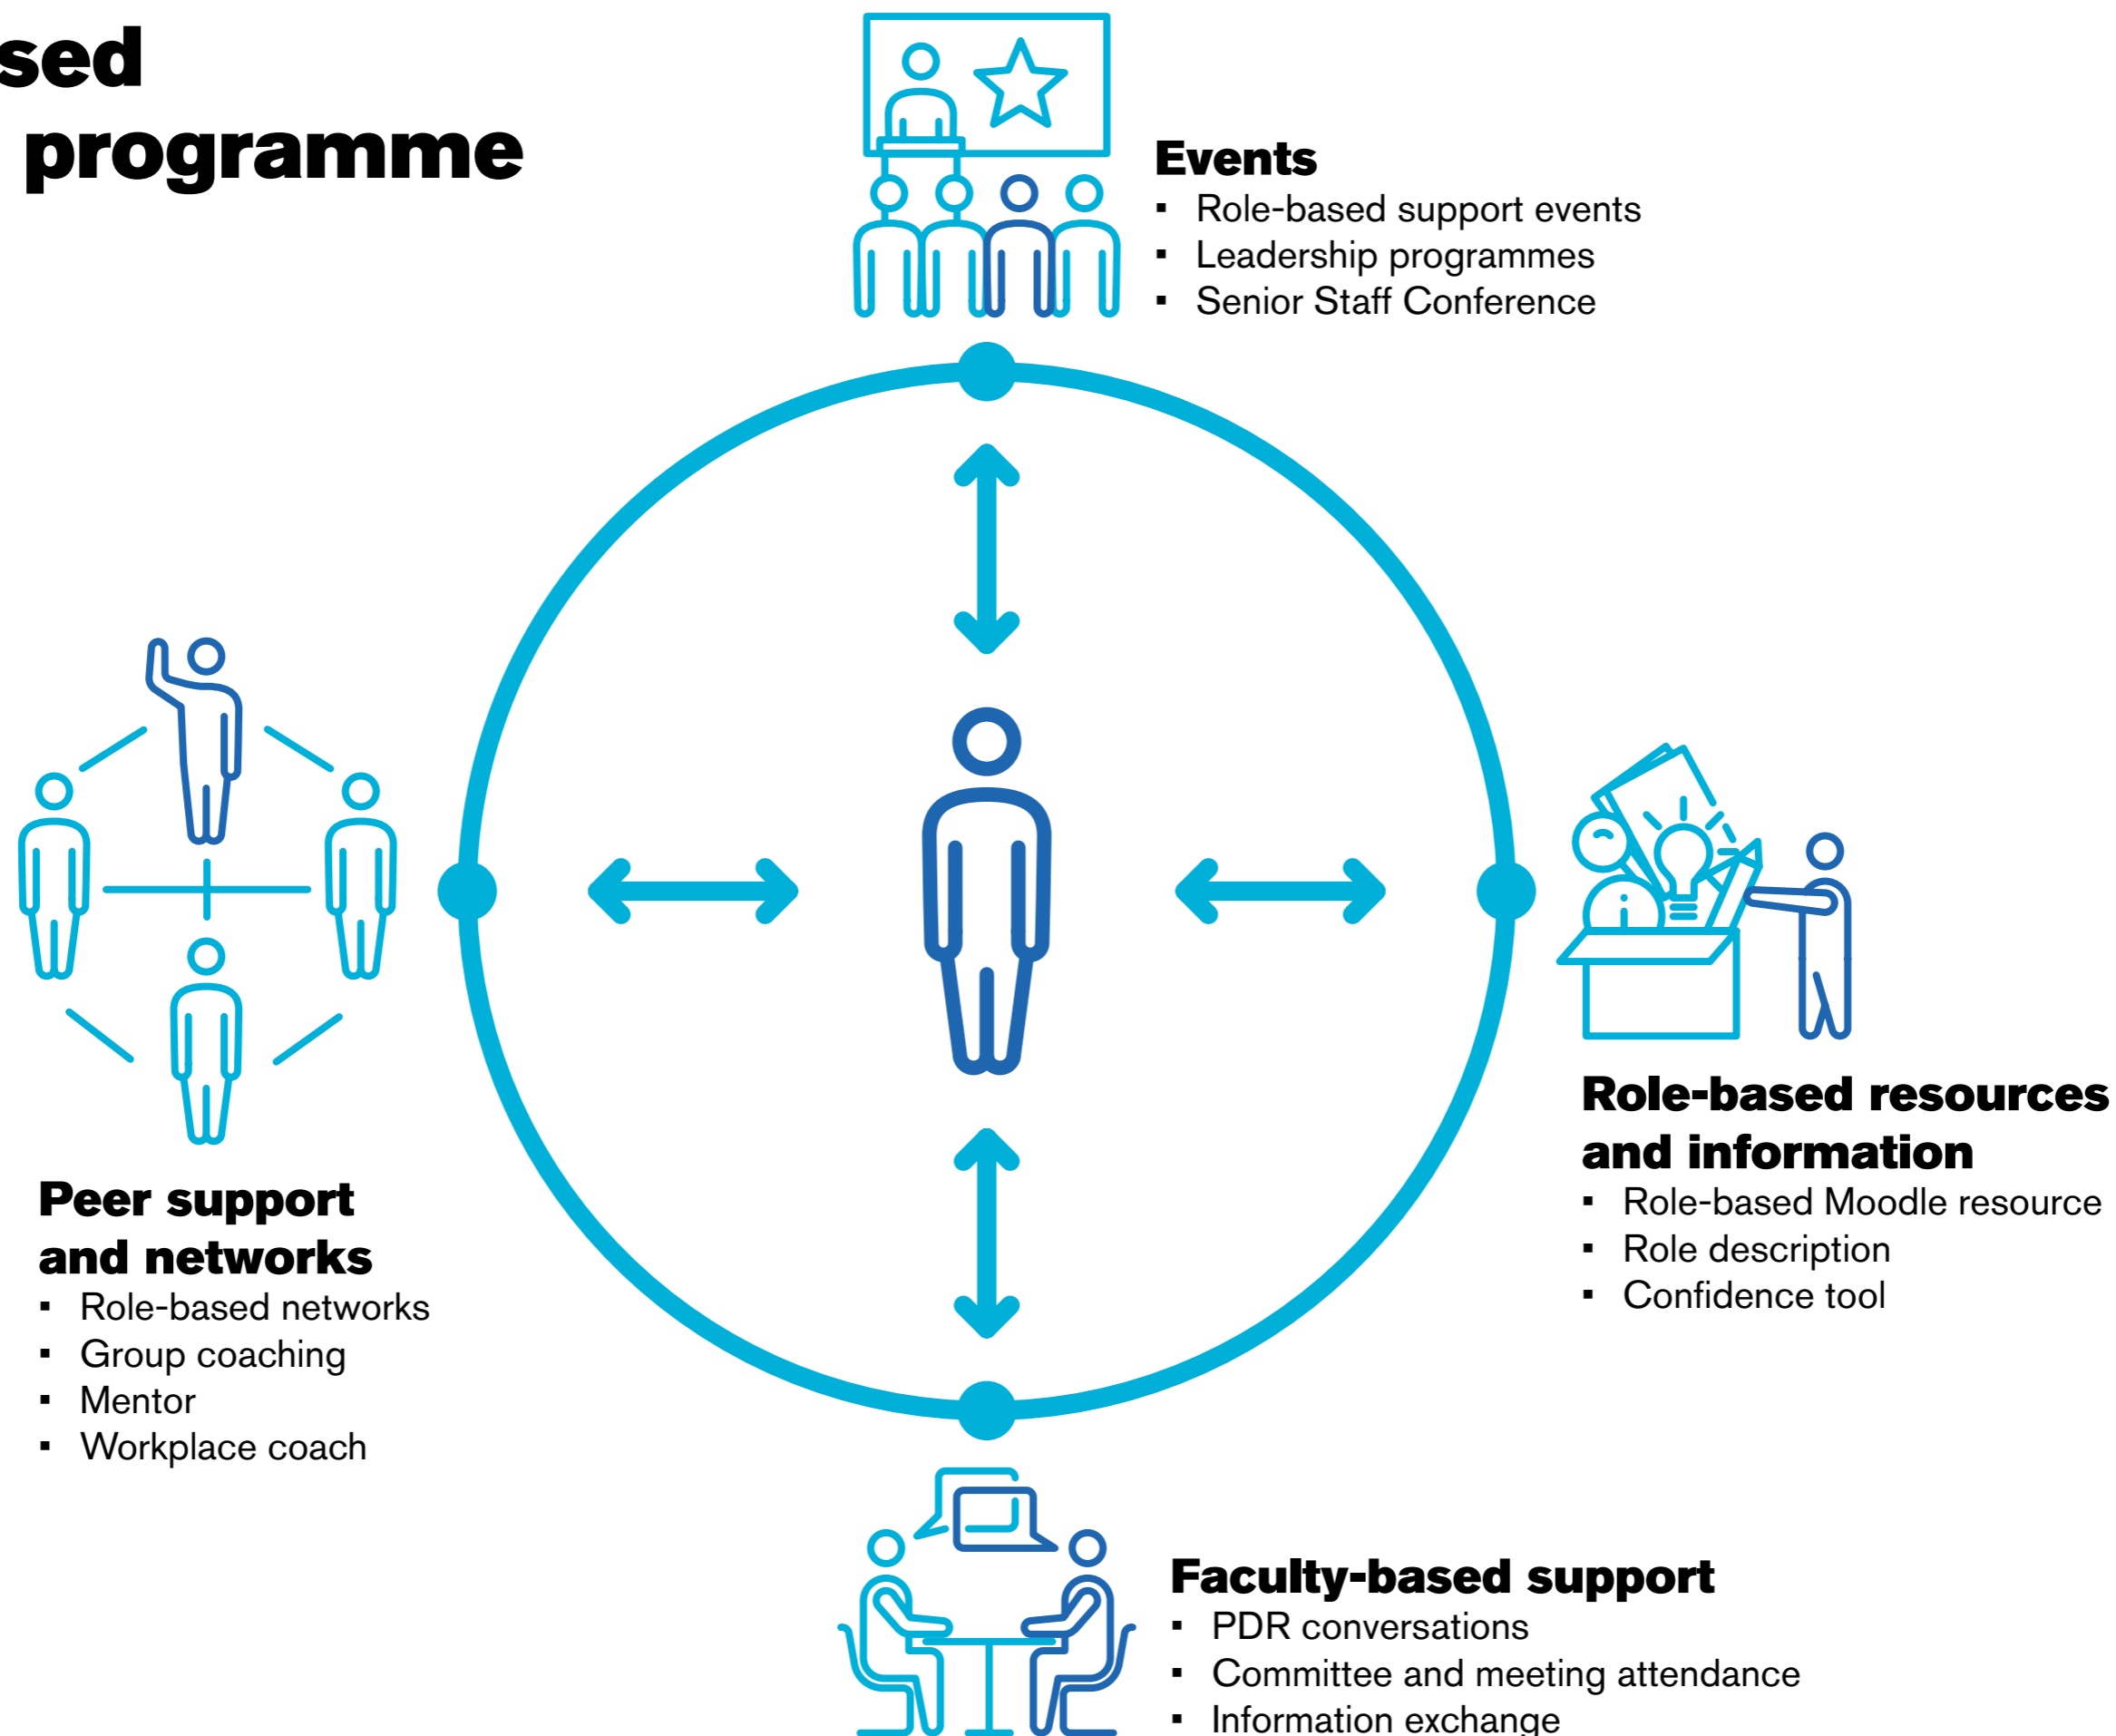 sed
programme
Events
▪ Role-based support events
▪ Leadership programmes
▪ Senior Staff Conference
Peer support
and networks
▪ Role-based networks
▪ Group coaching
▪ Mentor
▪ Workplace coach
Role-based resources
and information
▪ Role-based Moodle resource
▪ Role description
▪ Confidence tool
Faculty-based support
▪ PDR conversations
▪ Committee and meeting attendance
▪ Information exchange